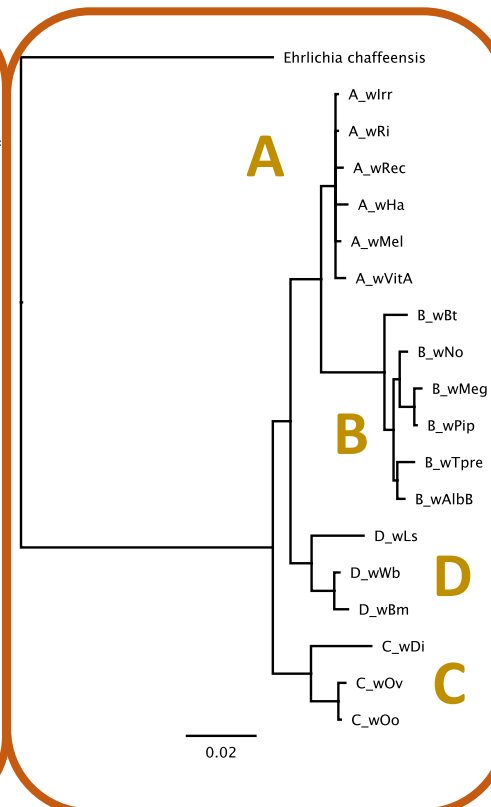 Ehrlichia chaffeensis
A_wIrr
A_wRi
A
A_wRec
A_wHa
A_wMel
A_wVitA
B_wBt
B_wNo
B_wMeg
B
B_wPip
B_wTpre
B_wAlbB
D_wLs
D_wWb
D
D_wBm
C_wDi
C_wOv
C
C_wOo
0.02